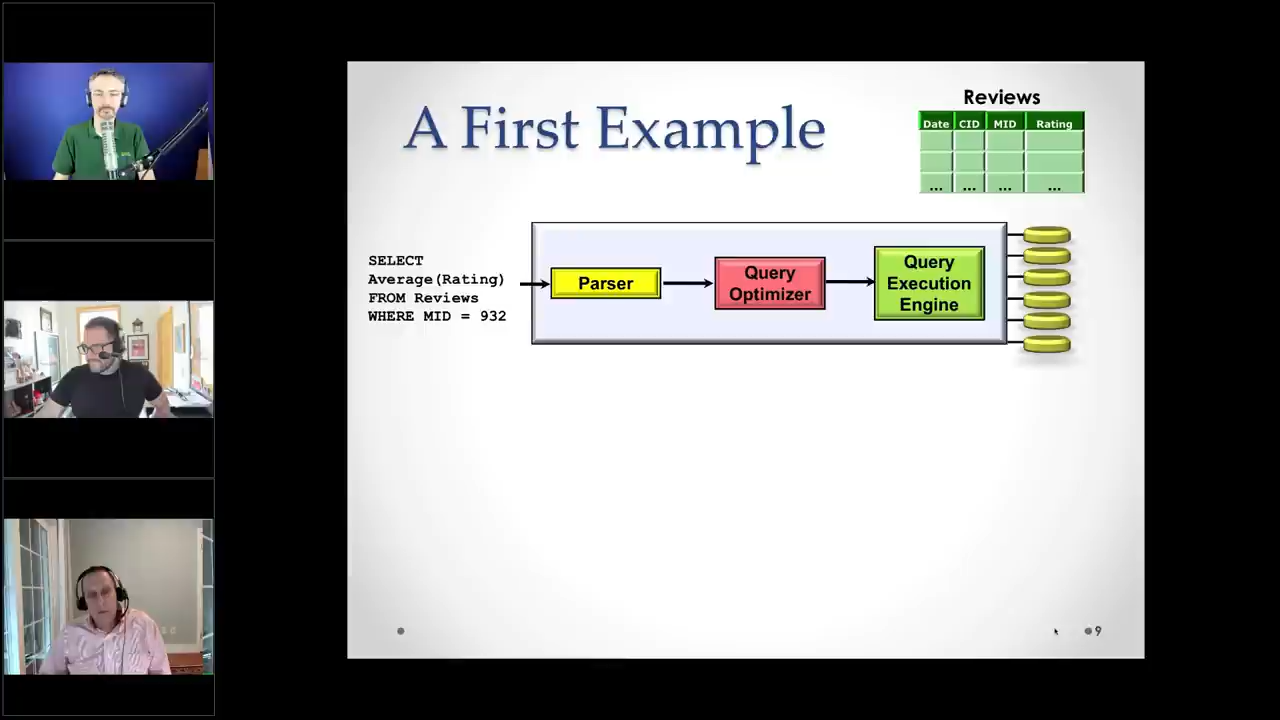 A First Example
Reviews
Date CID MID Rating
... ... ... ...
SELECT
Average(Rating)
FROM Reviews
WHERE MID = 932
Parser
Query
Optimizer
Query
Execution
Engine
9